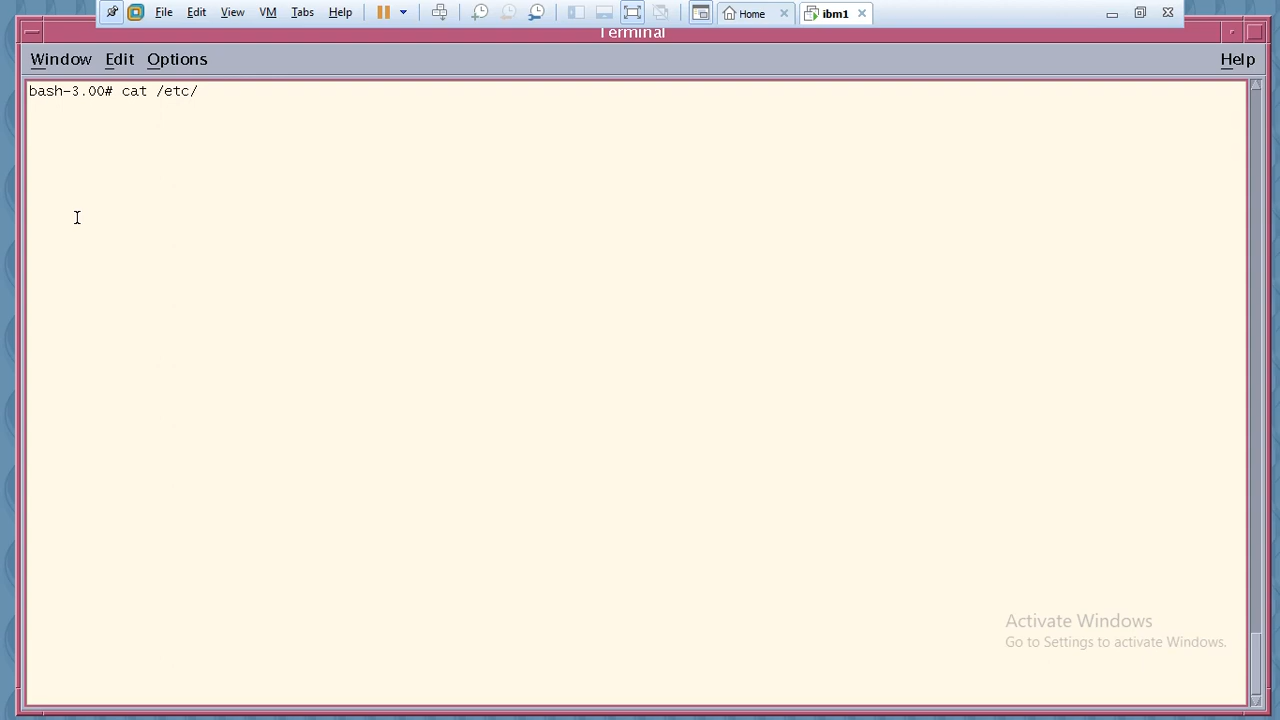 File Edit View VM Tabs Help Home ibm1
Terminal
Window Edit Options Help
bash-3.00# cat /etc/
Activate Windows
Go to Settings to activate Windows.